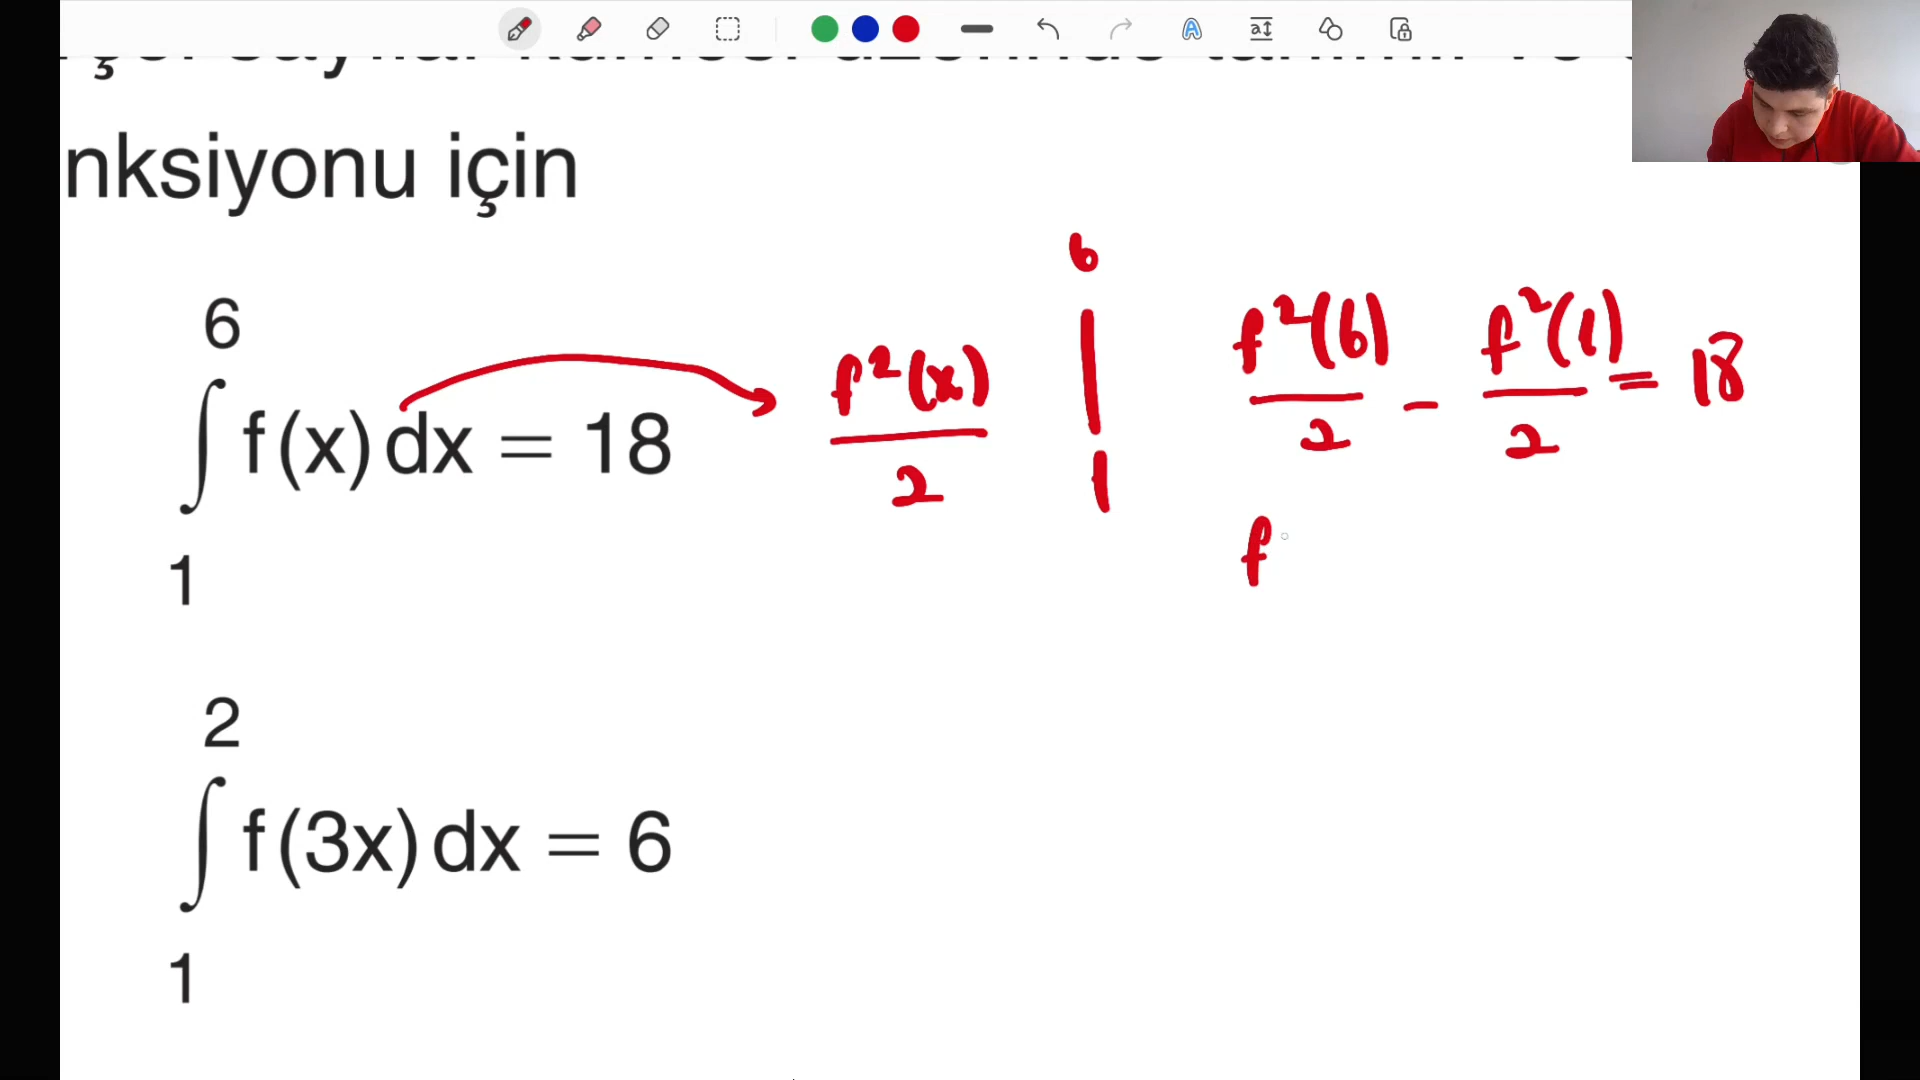 nksiyonu için
6
∫ f(x) dx = 18
1
f²(x)/2 |
6
1
f²(6)/2 - f²(1)/2 = 18
f
2
∫ f(3x) dx = 6
1